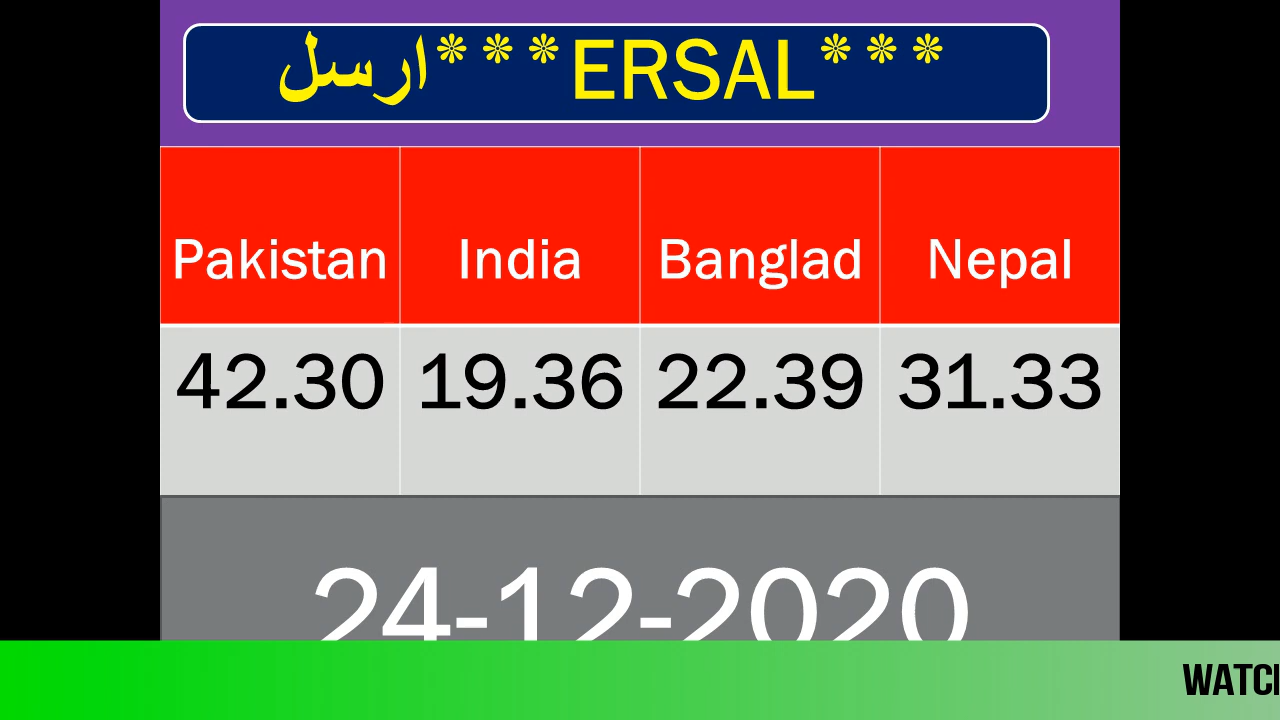 ارسل***ERSAL***
Pakistan India Banglad Nepal
42.30 19.36 22.39 31.33
24-12-2020